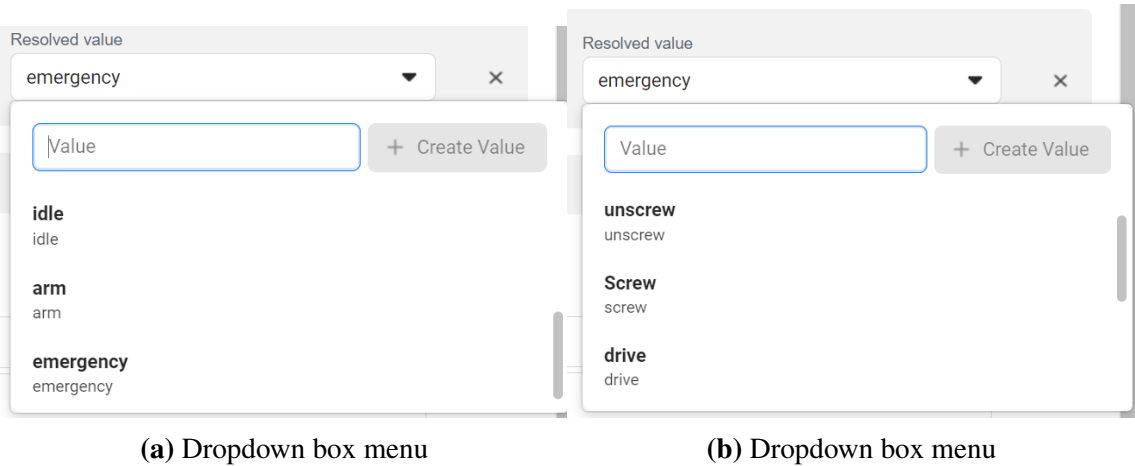 Resolved value
emergency
Value
+ Create Value
idle
idle
arm
arm
emergency
emergency
(a) Dropdown box menu
Resolved value
emergency
Value
+ Create Value
unscrew
unscrew
Screw
screw
drive
drive
(b) Dropdown box menu